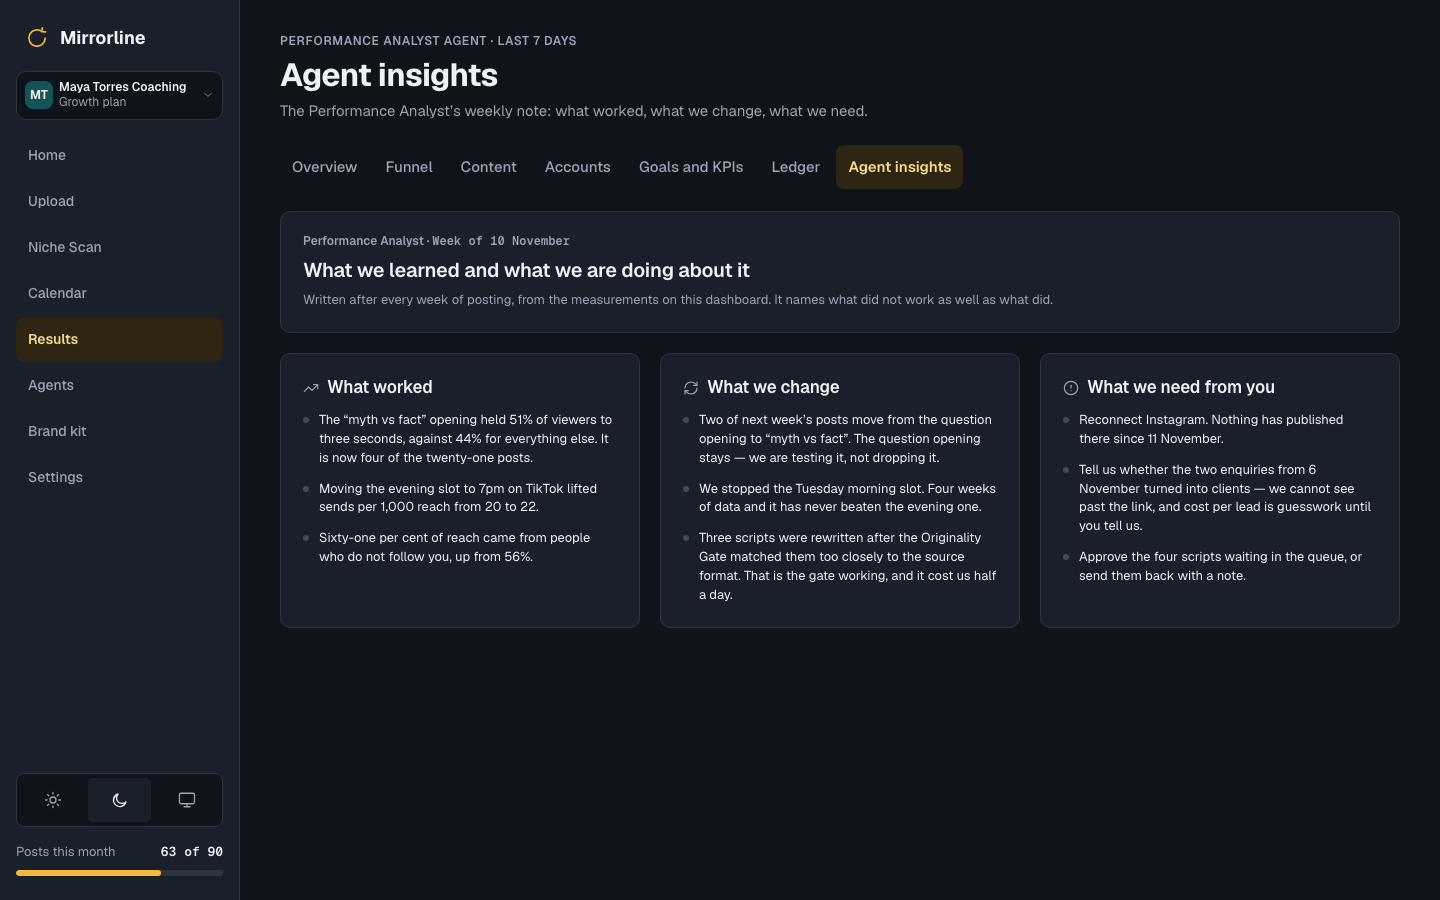 Mirrorline
MT
Maya Torres Coaching
Growth plan
Home
Upload
Niche Scan
Calendar
Results
Agents
Brand kit
Settings
Posts this month
63 of 90
PERFORMANCE ANALYST AGENT · LAST 7 DAYS
Agent insights
The Performance Analyst’s weekly note: what worked, what we change, what we need.
Overview
Funnel
Content
Accounts
Goals and KPIs
Ledger
Agent insights
Performance Analyst · Week of 10 November
What we learned and what we are doing about it
Written after every week of posting, from the measurements on this dashboard. It names what did not work as well as what did.
What worked
The “myth vs fact” opening held 51% of viewers to
three seconds, against 44% for everything else. It
is now four of the twenty-one posts.
Moving the evening slot to 7pm on TikTok lifted
sends per 1,000 reach from 20 to 22.
Sixty-one per cent of reach came from people
who do not follow you, up from 56%.
What we change
Two of next week’s posts move from the question
opening to “myth vs fact”. The question opening
stays — we are testing it, not dropping it.
We stopped the Tuesday morning slot. Four weeks
of data and it has never beaten the evening one.
Three scripts were rewritten after the Originality
Gate matched them too closely to the source
format. That is the gate working, and it cost us half
a day.
What we need from you
Reconnect Instagram. Nothing has published
there since 11 November.
Tell us whether the two enquiries from 6
November turned into clients — we cannot see
past the link, and cost per lead is guesswork until
you tell us.
Approve the four scripts waiting in the queue, or
send them back with a note.